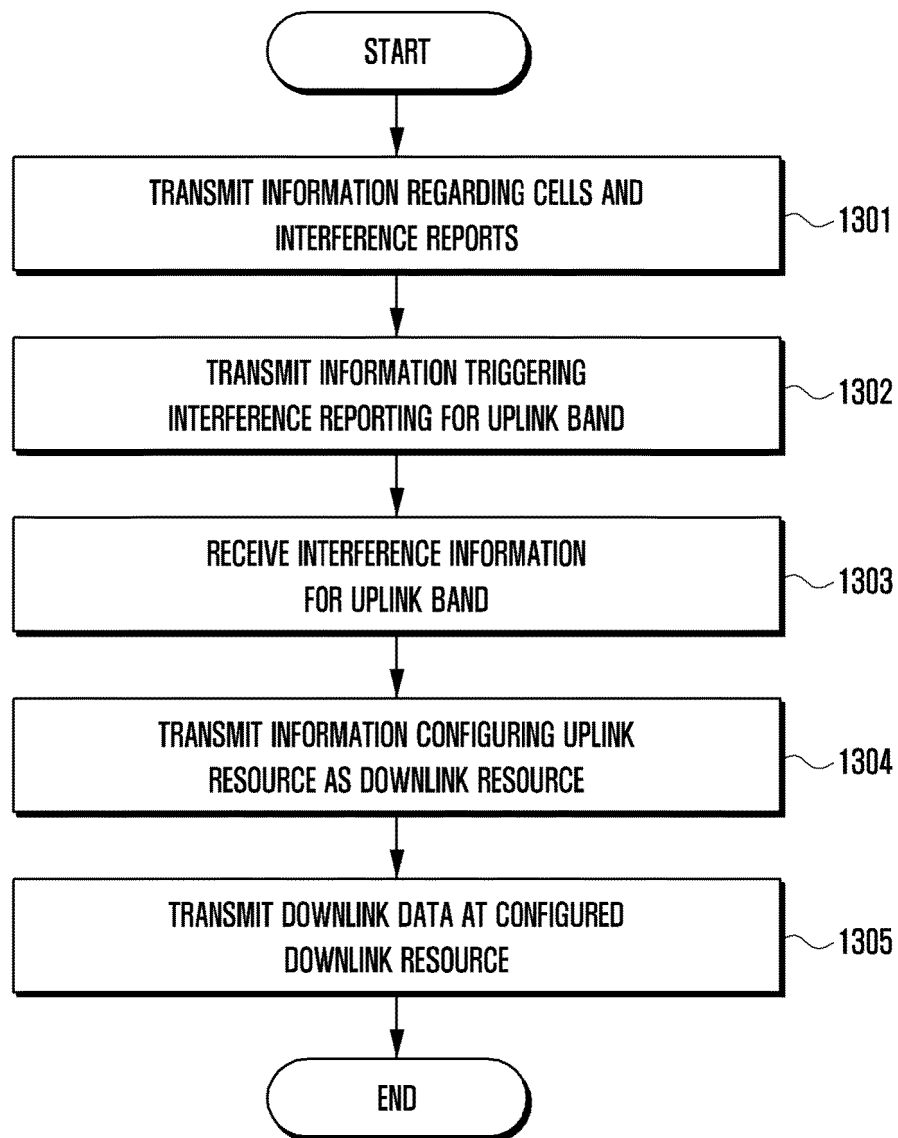 START
TRANSMIT INFORMATION REGARDING CELLS AND
INTERFERENCE REPORTS
1301
TRANSMIT INFORMATION TRIGGERING
INTERFERENCE REPORTING FOR UPLINK BAND
1302
RECEIVE INTERFERENCE INFORMATION
FOR UPLINK BAND
1303
TRANSMIT INFORMATION CONFIGURING UPLINK
RESOURCE AS DOWNLINK RESOURCE
1304
TRANSMIT DOWNLINK DATA AT CONFIGURED
DOWNLINK RESOURCE
1305
END